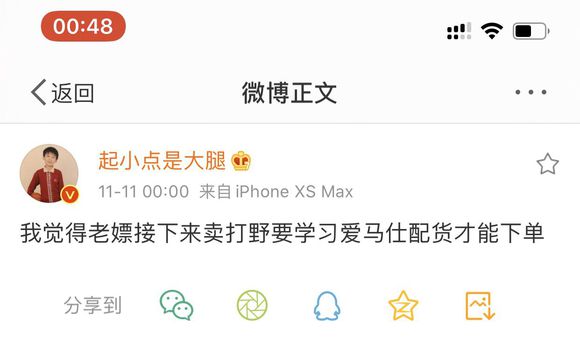 00:48
返回
微博正文
起小点是大腿
11-11 00:00 来自 iPhone XS Max
我觉得老嫖接下来卖打野要学习爱马仕配货才能下单
分享到